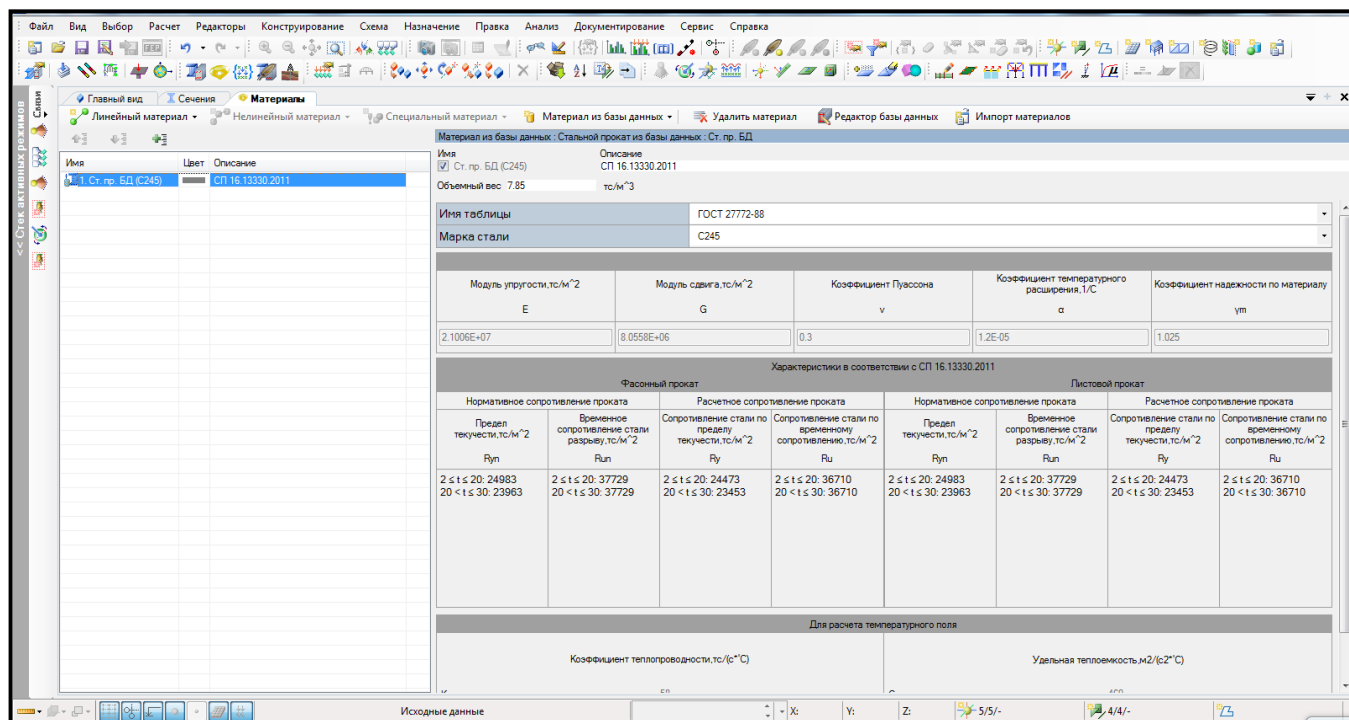 Файл Вид Выбор Расчет Редакторы Конструирование Схема Назначение Правка Анализ Документирование Сервис Справка
Главный вид Сечения Материалы
Линейный материал Нелинейный материал Специальный материал Материал из базы данных Удалить материал Редактор базы данных Импорт материалов
Связи
<< Стек активных режимов
Имя Цвет Описание
1. Ст. пр. БД (С245) СП 16.13330.2011
Материал из базы данных : Стальной прокат из базы данных : Ст. пр. БД
Имя Описание
Ст. пр. БД (С245) СП 16.13330.2011
Объемный вес 7.85 тс/м^3
Имя таблицы ГОСТ 27772-88
Марка стали С245
Модуль упругости,тс/м^2 Модуль сдвига,тс/м^2 Коэффициент Пуассона Коэффициент температурного расширения,1/С Коэффициент надежности по материалу
E G ν α γm
2.1006E+07 8.0558E+06 0.3 1.2E-05 1.025
Характеристики в соответствии с СП 16.13330.2011
Фасонный прокат Листовой прокат
Нормативное сопротивление проката Расчетное сопротивление проката Нормативное сопротивление проката Расчетное сопротивление проката
Предел текучести,тс/м^2 Временное сопротивление стали разрыву,тс/м^2 Сопротивление стали по пределу текучести,тс/м^2 Сопротивление стали по временному сопротивлению,тс/м^2 Предел текучести,тс/м^2 Временное сопротивление стали разрыву,тс/м^2 Сопротивление стали по пределу текучести,тс/м^2 Сопротивление стали по временному сопротивлению,тс/м^2
Ryn Run Ry Ru Ryn Run Ry Ru
2 ≤ t ≤ 20: 24983 2 ≤ t ≤ 20: 37729 2 ≤ t ≤ 20: 24473 2 ≤ t ≤ 20: 36710 2 ≤ t ≤ 20: 24983 2 ≤ t ≤ 20: 37729 2 ≤ t ≤ 20: 24473 2 ≤ t ≤ 20: 36710
20 < t ≤ 30: 23963 20 < t ≤ 30: 37729 20 < t ≤ 30: 23453 20 < t ≤ 30: 36710 20 < t ≤ 30: 23963 20 < t ≤ 30: 37729 20 < t ≤ 30: 23453 20 < t ≤ 30: 36710
Для расчета температурного поля
Коэффициент теплопроводности,тс/(с*°С) Удельная теплоемкость,м2/(с2*°С)
Исходные данные X: Y: Z: 5/5/- 4/4/-